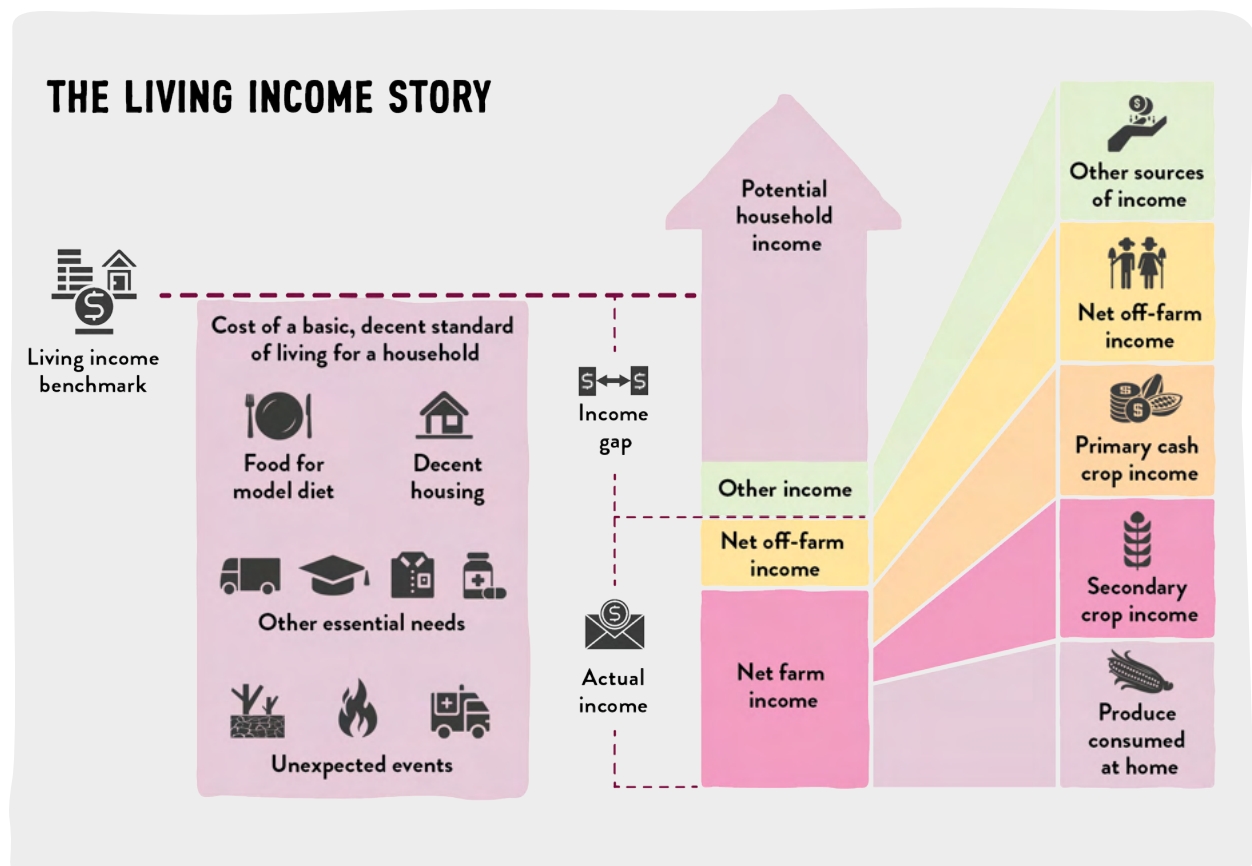 THE LIVING INCOME STORY
Living income
benchmark
Cost of a basic, decent standard
of living for a household
Food for
model diet
Decent
housing
Other essential needs
Unexpected events
Income
gap
Actual
income
Potential
household
income
Other income
Net off-farm
income
Net farm
income
Other sources
of income
Net off-farm
income
Primary cash
crop income
Secondary
crop income
Produce
consumed
at home